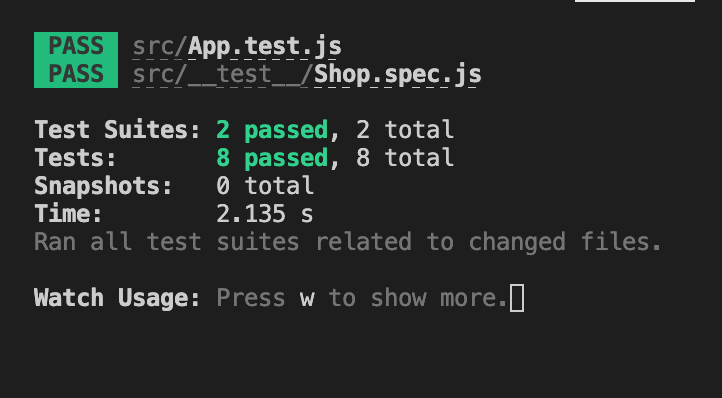 PASS src/App.test.js
PASS src/__test__/Shop.spec.js
Test Suites: 2 passed, 2 total
Tests: 8 passed, 8 total
Snapshots: 0 total
Time: 2.135 s
Ran all test suites related to changed files.
Watch Usage: Press w to show more.